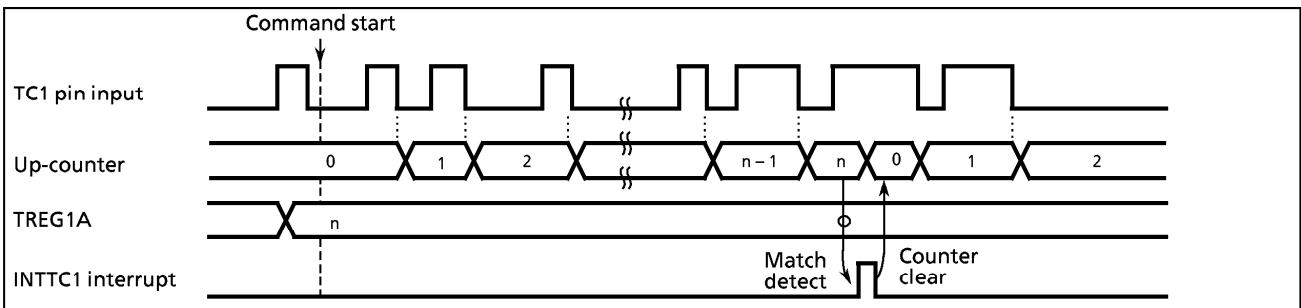 Command start
TC1 pin input
Up-counter
0
1
2
n – 1
n
0
1
2
TREG1A
n
Match
detect
Counter
clear
INTTC1 interrupt